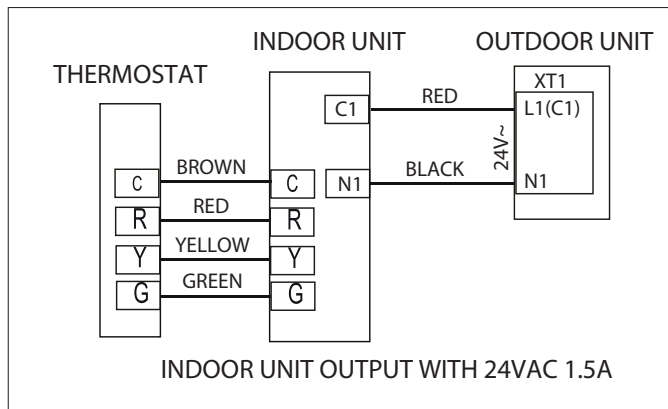 INDOOR UNIT
OUTDOOR UNIT
THERMOSTAT
XT1
C1
RED
L1(C1)
24V~
BROWN
C
C
N1
BLACK
N1
RED
R
R
YELLOW
Y
Y
GREEN
G
G
INDOOR UNIT OUTPUT WITH 24VAC 1.5A